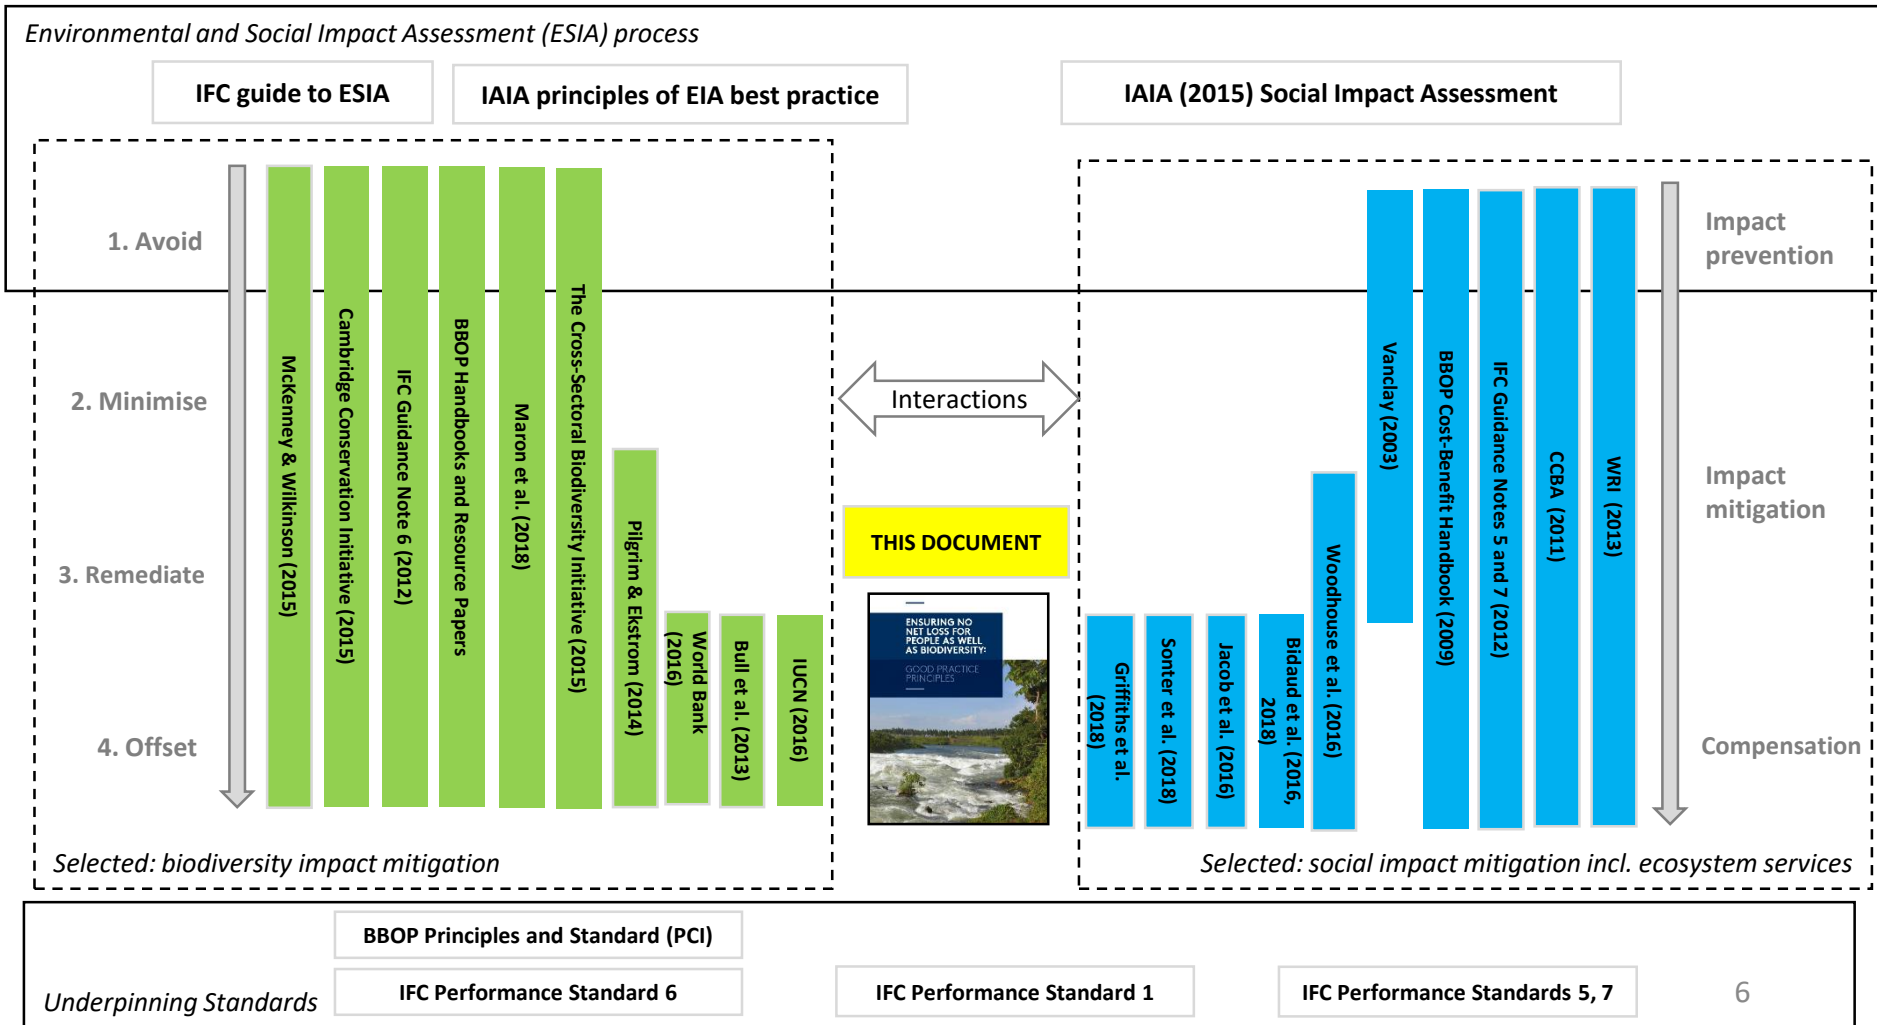 Environmental and Social Impact Assessment (ESIA) process
IFC guide to ESIA
IAIA principles of EIA best practice
IAIA (2015) Social Impact Assessment
1. Avoid
2. Minimise
3. Remediate
4. Offset
McKenney & Wilkinson (2015)
Cambridge Conservation Initiative (2015)
IFC Guidance Note 6 (2012)
BBOP Handbooks and Resource Papers
Maron et al. (2018)
The Cross-Sectoral Biodiversity Initiative (2015)
Pilgrim & Ekstrom (2014)
World Bank
(2016)
Bull et al. (2013)
IUCN (2016)
Selected: biodiversity impact mitigation
Interactions
THIS DOCUMENT
ENSURING NO
NET LOSS FOR
PEOPLE AS WELL
AS BIODIVERSITY:
GOOD PRACTICE
PRINCIPLES
Griffiths et al.
(2018)
Sonter et al. (2018)
Jacob et al. (2016)
Bidaud et al. (2016,
2018)
Woodhouse et al. (2016)
Vanclay (2003)
BBOP Cost-Benefit Handbook (2009)
IFC Guidance Notes 5 and 7 (2012)
CCBA (2011)
WRI (2013)
Impact
prevention
Impact
mitigation
Compensation
Selected: social impact mitigation incl. ecosystem services
BBOP Principles and Standard (PCI)
IFC Performance Standard 6
IFC Performance Standard 1
IFC Performance Standards 5, 7
Underpinning Standards
6